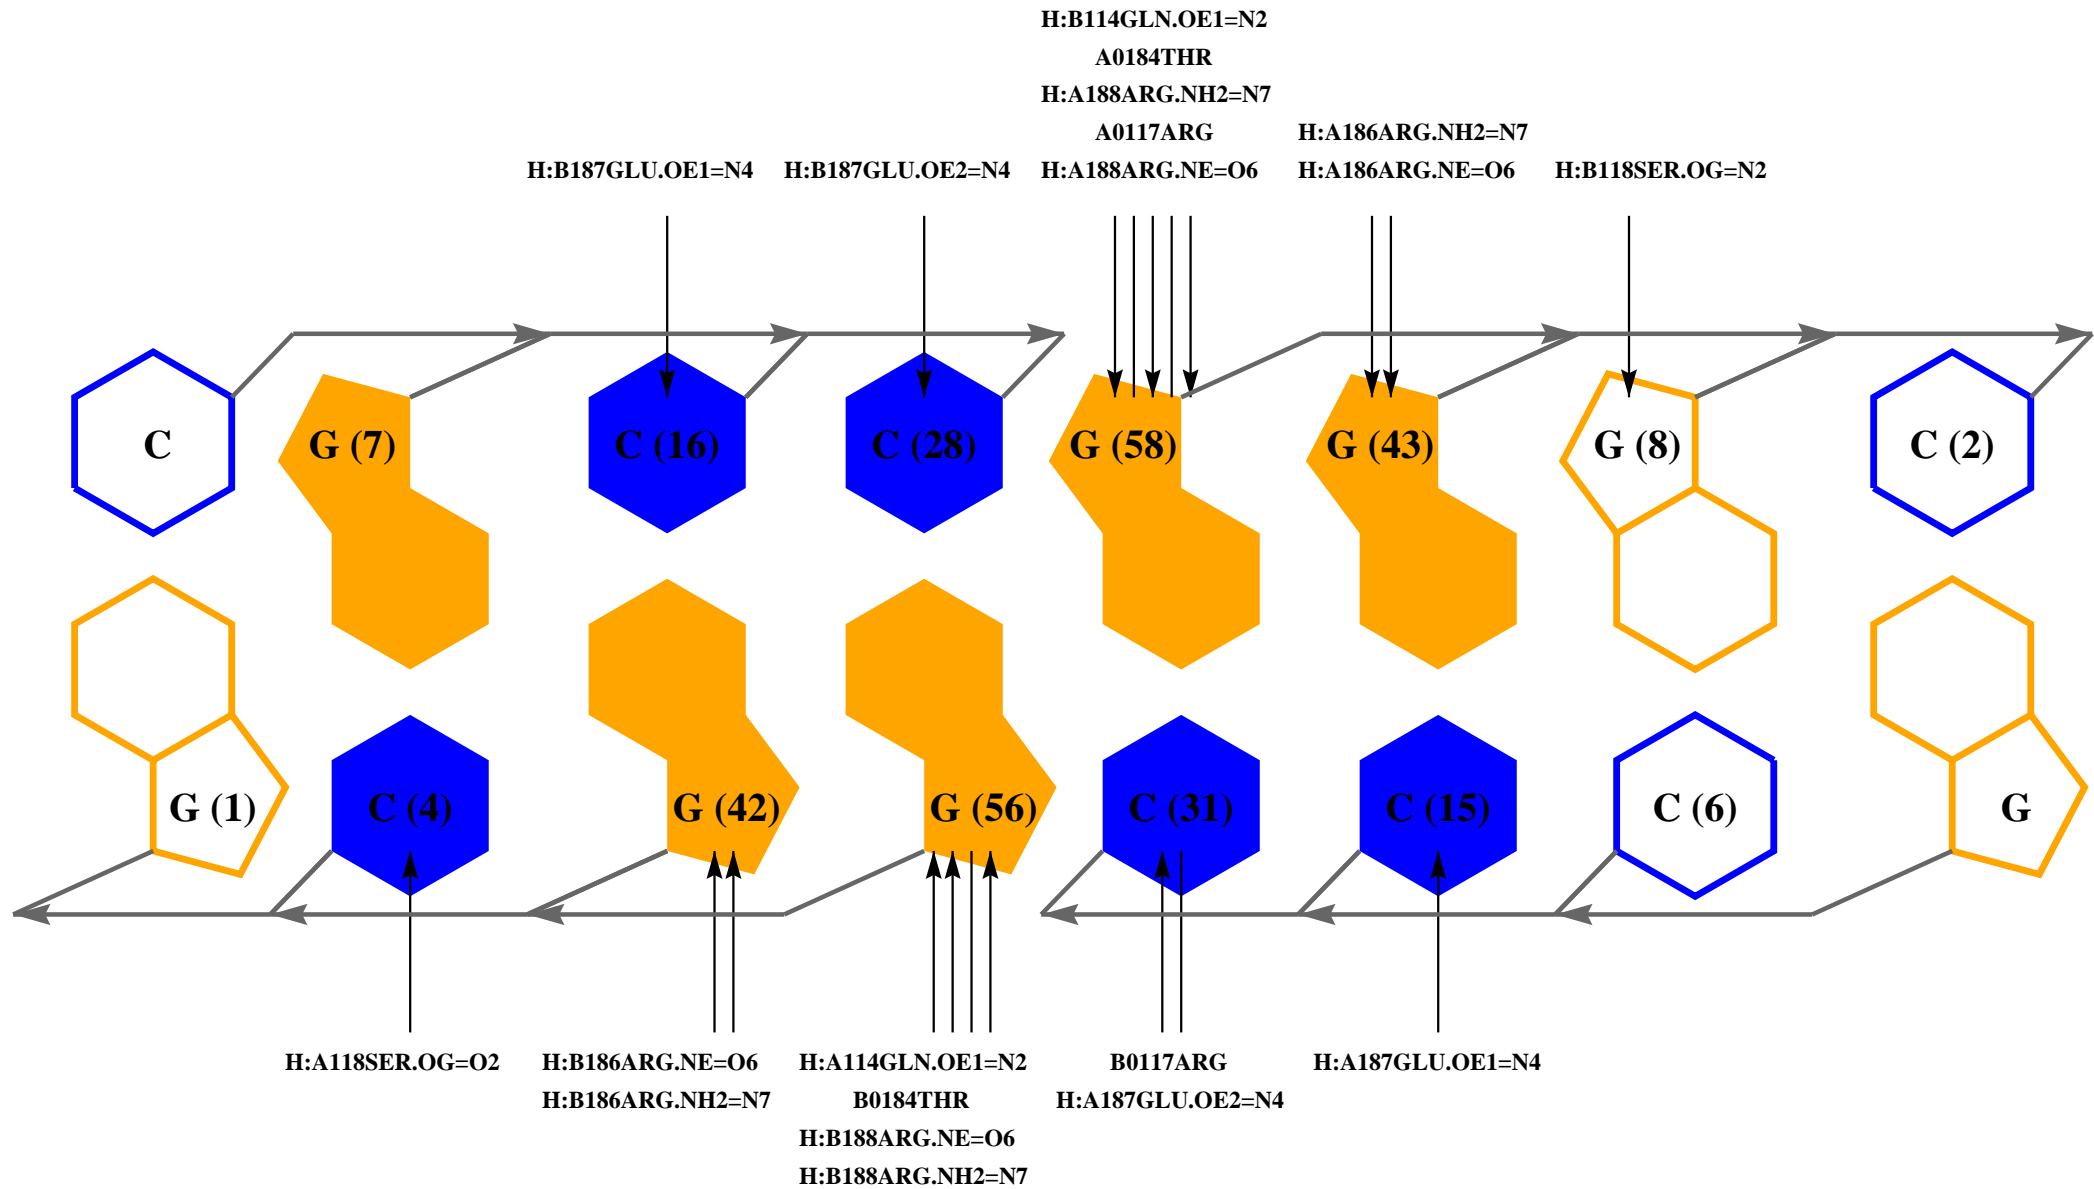 H:B114GLN.OE1=N2
A0184THR
H:A188ARG.NH2=N7
A0117ARG H:A186ARG.NH2=N7
H:B187GLU.OE1=N4 H:B187GLU.OE2=N4 H:A188ARG.NE=O6 H:A186ARG.NE=O6 H:B118SER.OG=N2
C G (7) C (16) C (28) G (58) G (43) G (8) C (2)
G (1) C (4) G (42) G (56) C (31) C (15) C (6) G
H:A118SER.OG=O2 H:B186ARG.NE=O6 H:A114GLN.OE1=N2 B0117ARG H:A187GLU.OE1=N4
H:B186ARG.NH2=N7 B0184THR H:A187GLU.OE2=N4
H:B188ARG.NE=O6
H:B188ARG.NH2=N7